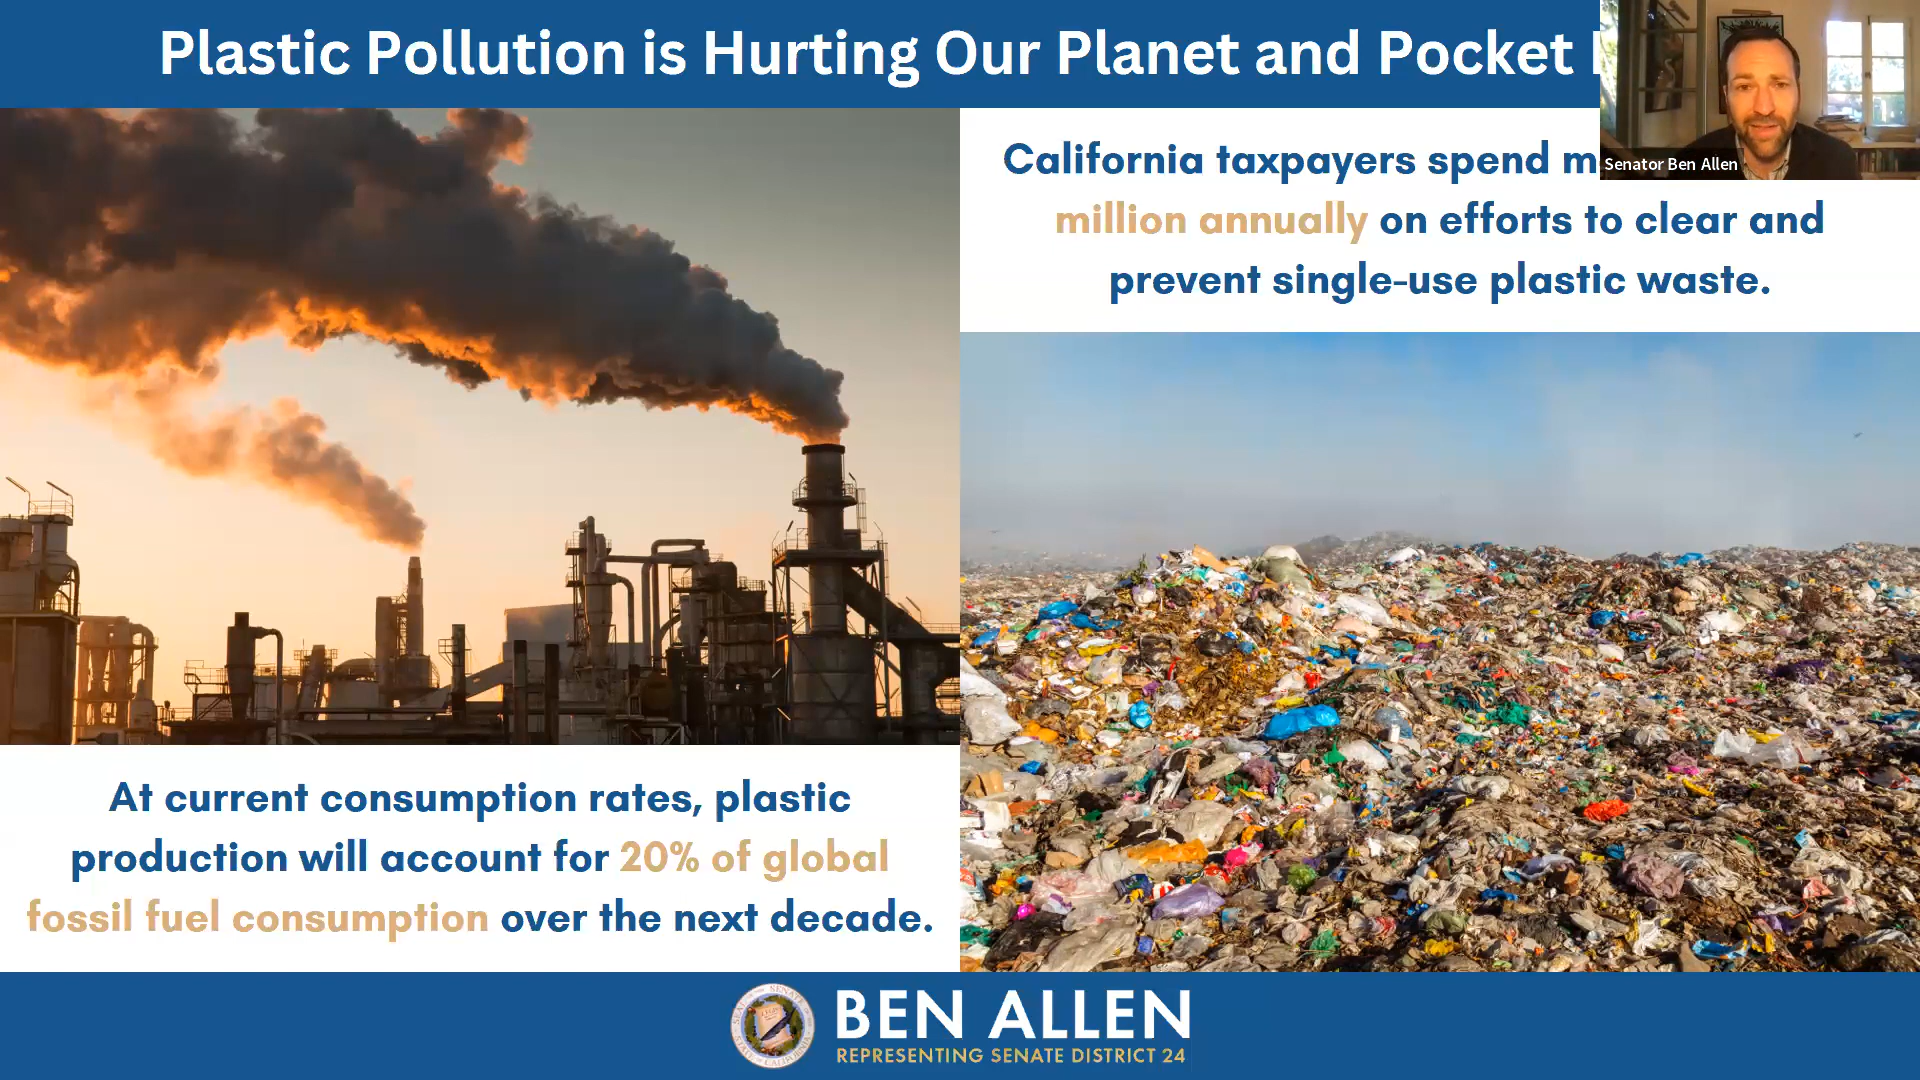 Plastic Pollution is Hurting Our Planet and Pocket
Senator Ben Allen
California taxpayers spend
million annually on efforts to clear and
prevent single-use plastic waste.
At current consumption rates, plastic
production will account for 20% of global
fossil fuel consumption over the next decade.
BEN ALLEN
REPRESENTING SENATE DISTRICT 24